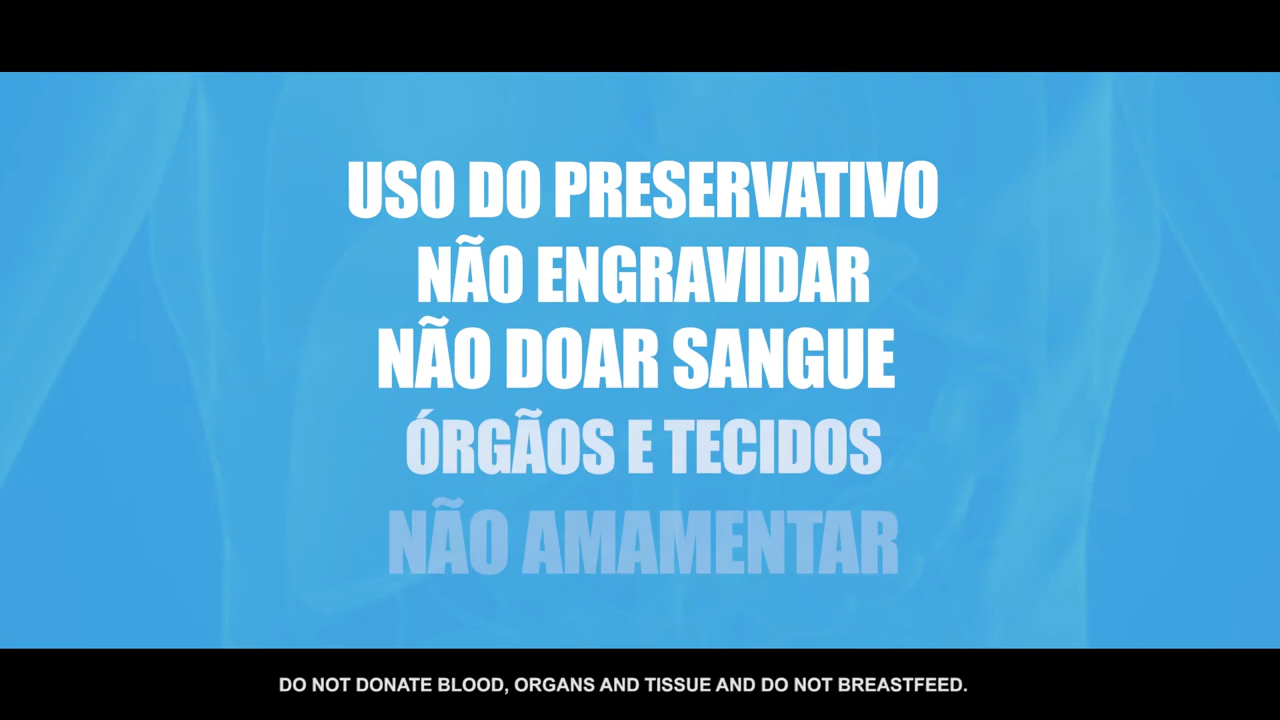 USO DO PRESERVATIVO
NÃO ENGRAVIDAR
NÃO DOAR SANGUE
ÓRGÃOS E TECIDOS
NÃO AMAMENTAR
DO NOT DONATE BLOOD, ORGANS AND TISSUE AND DO NOT BREASTFEED.